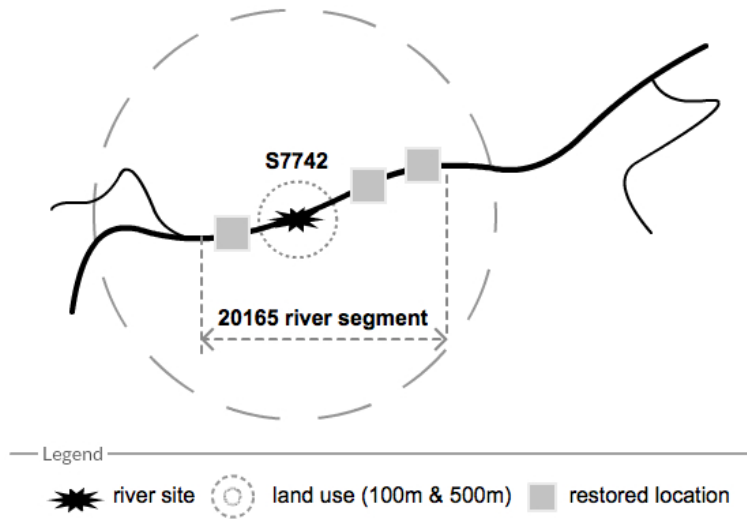 S7742
20165 river segment
Legend
river site
land use (100m & 500m)
restored location